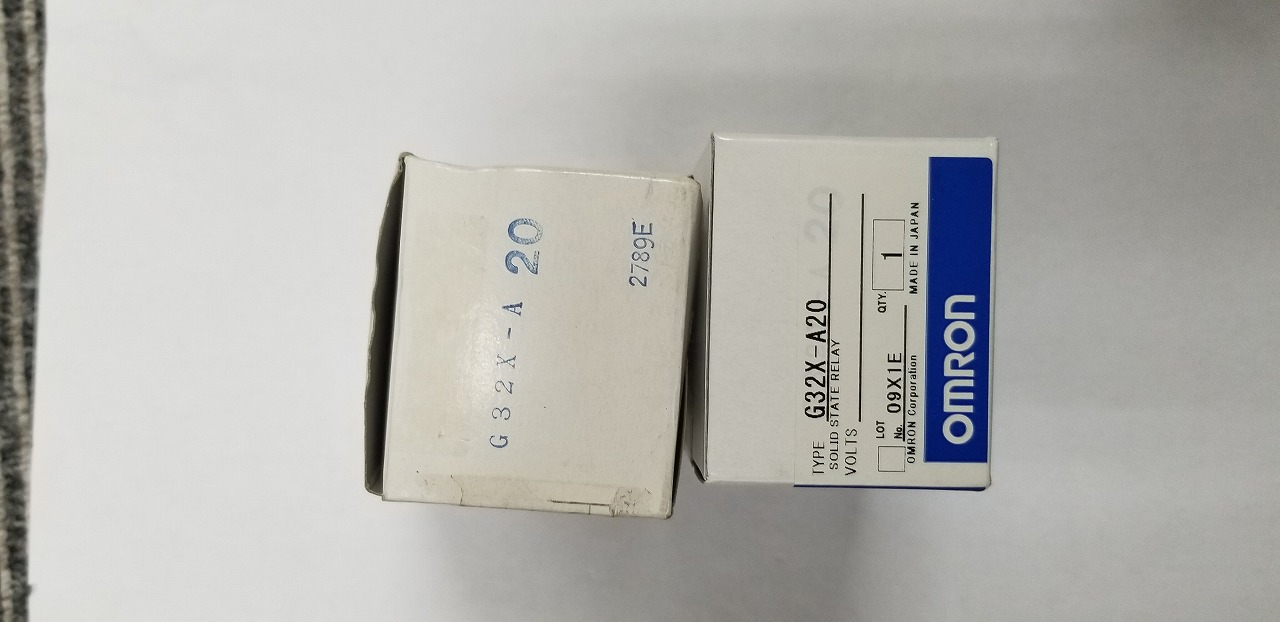 G32X-A 20
2789E
20
TYPE G32X-A20
SOLID STATE RELAY
VOLTS
LOT No. 09X1E QTY. 1
OMRON Corporation MADE IN JAPAN
OMRON